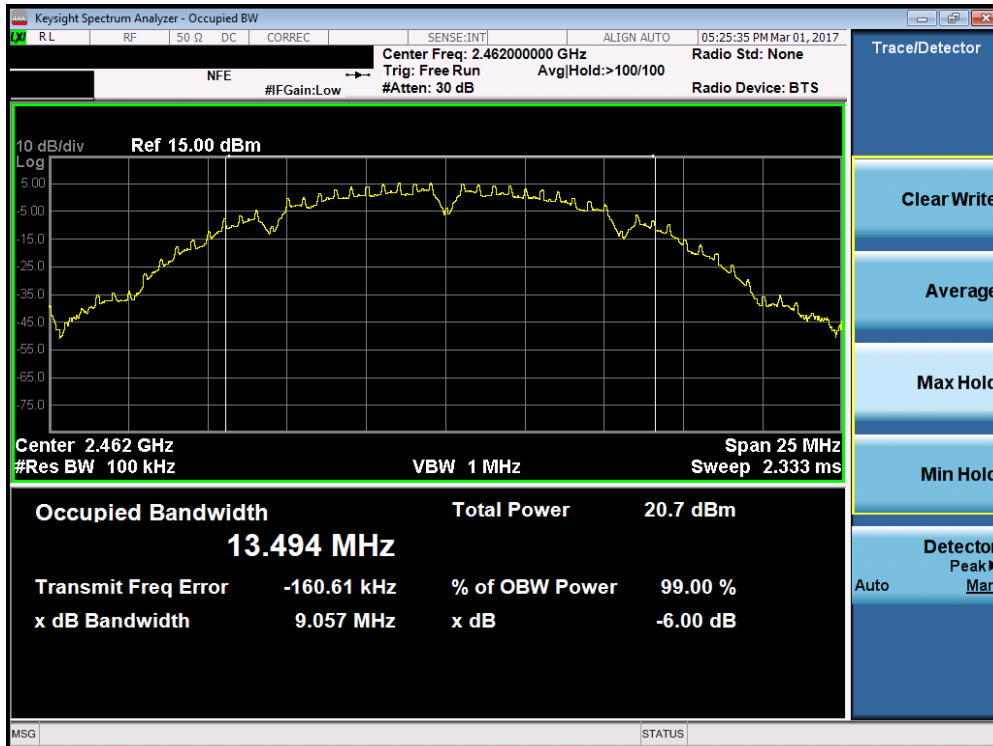 Keysight Spectrum Analyzer - Occupied BW
LXI RL RF 50 Ω DC CORREC SENSE:INT ALIGN AUTO 05:25:35 PM Mar 01, 2017
Center Freq: 2.462000000 GHz Radio Std: None
NFE Trig: Free Run Avg|Hold:>100/100
#IFGain:Low #Atten: 30 dB Radio Device: BTS
Trace/Detector
10 dB/div Ref 15.00 dBm
Log
5.00
-5.00
-15.0
-25.0
-35.0
-45.0
-55.0
-65.0
-75.0
Center 2.462 GHz Span 25 MHz
#Res BW 100 kHz VBW 1 MHz Sweep 2.333 ms
Occupied Bandwidth Total Power 20.7 dBm
13.494 MHz
Transmit Freq Error -160.61 kHz % of OBW Power 99.00 %
x dB Bandwidth 9.057 MHz x dB -6.00 dB
Clear Write
Average
Max Hold
Min Hold
Detector
Peak
Auto Man
MSG STATUS